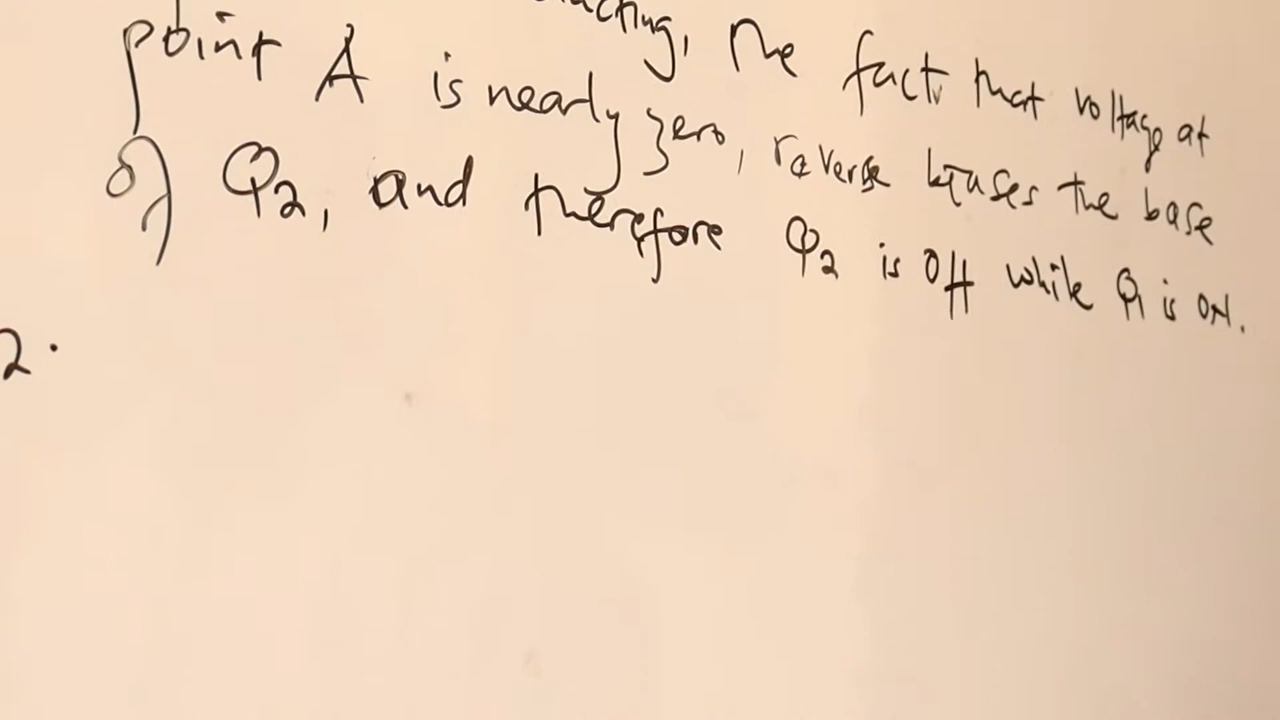 the fact that voltage at
point A is nearly zero, reverse biases the base
of Q2, and therefore Q2 is Off while Q1 is ON.
2.